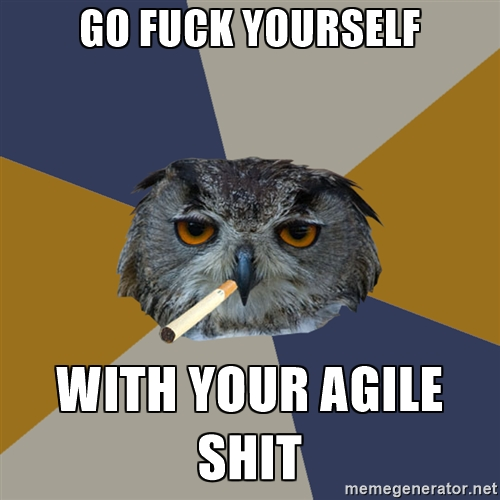 GO FUCK YOURSELF
WITH YOUR AGILE
SHIT
memegenerator.net